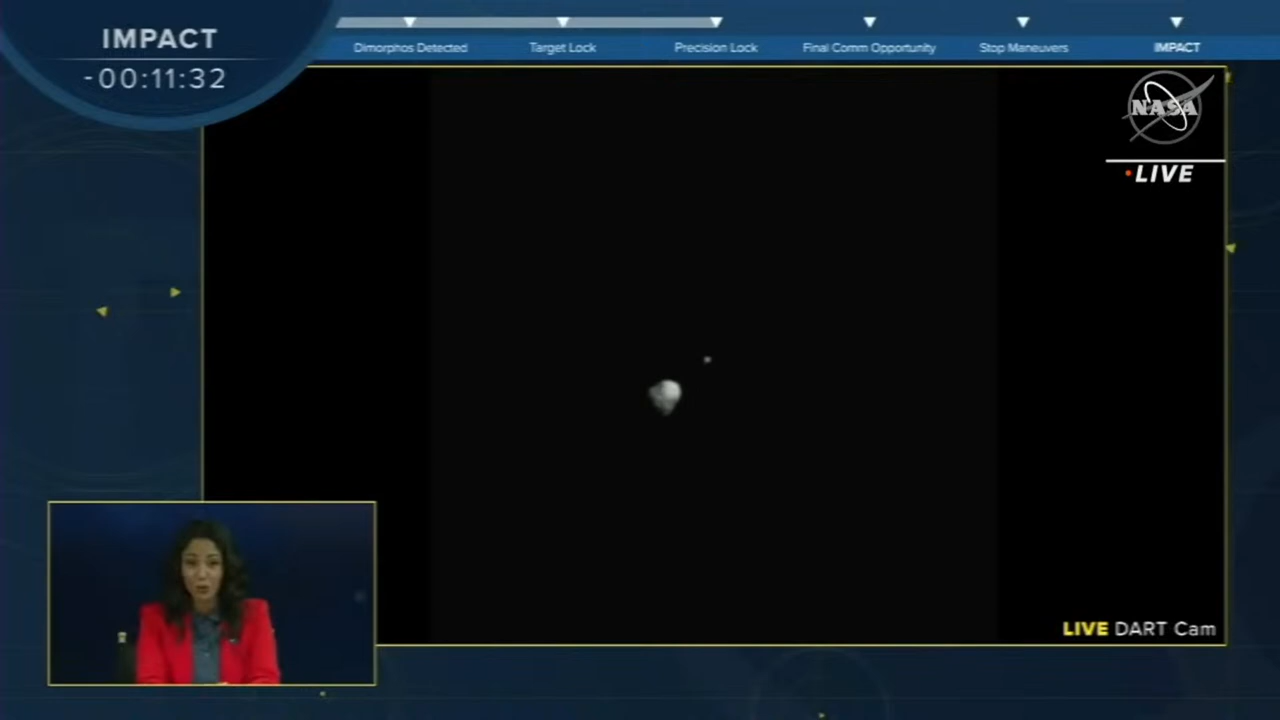 IMPACT
-00:11:32
Dimorphos Detected
Target Lock
Precision Lock
Final Comm Opportunity
Stop Maneuvers
IMPACT
NASA
LIVE
LIVE DART Cam